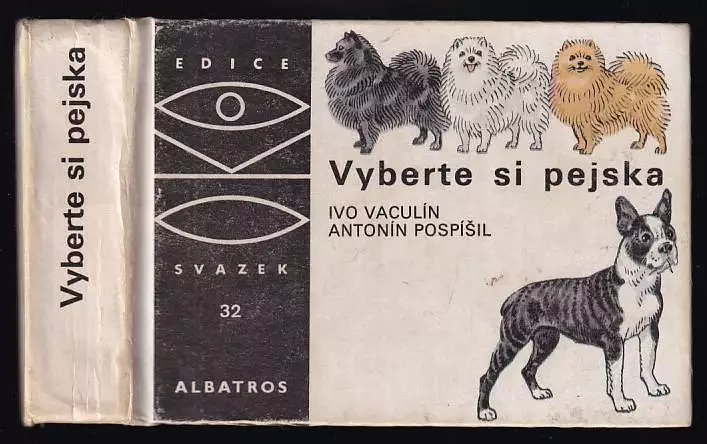 Vyberte si pejska
EDICE
SVAZEK
32
ALBATROS
Vyberte si pejska
IVO VACULÍN
ANTONÍN POSPÍŠIL